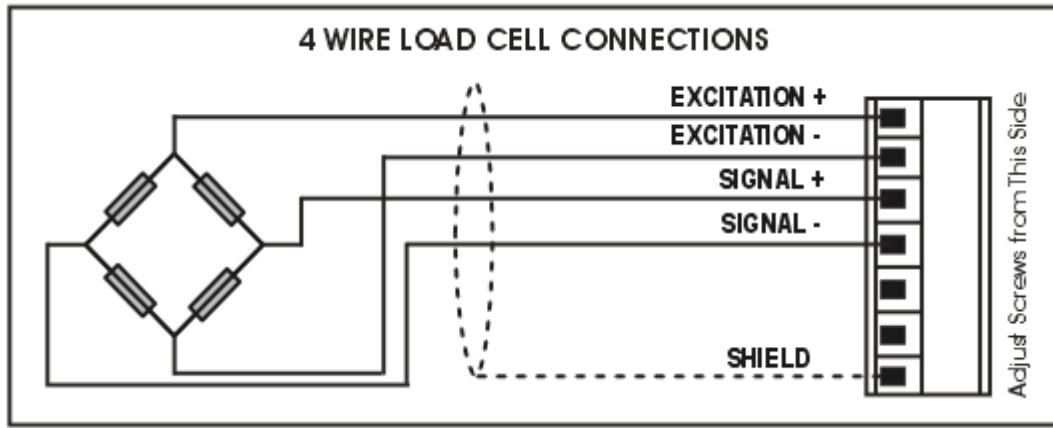 4 WIRE LOAD CELL CONNECTIONS
EXCITATION +
EXCITATION -
SIGNAL +
SIGNAL -
SHIELD
Adjust Screws from This Side